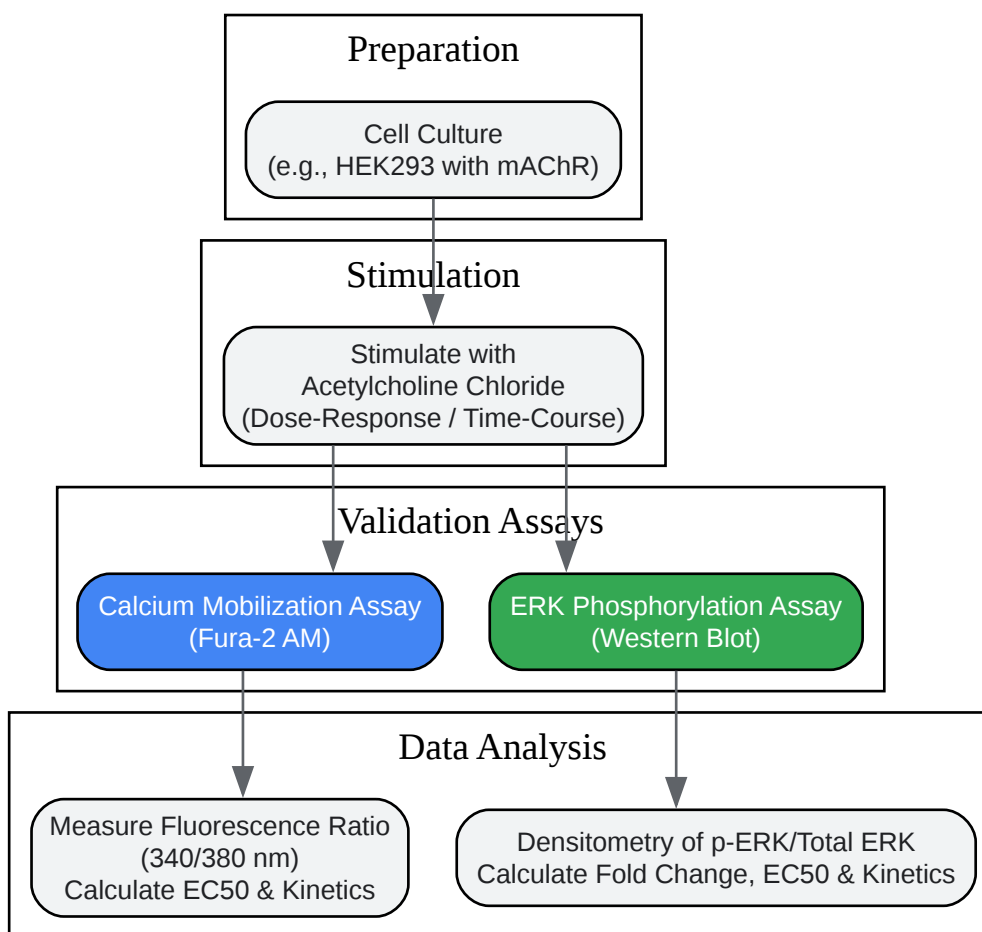 Preparation
Cell Culture
(e.g., HEK293 with mAChR)
Stimulation
Stimulate with
Acetylcholine Chloride
(Dose-Response / Time-Course)
Validation Assays
Calcium Mobilization Assay
(Fura-2 AM)
ERK Phosphorylation Assay
(Western Blot)
Data Analysis
Measure Fluorescence Ratio
(340/380 nm)
Calculate EC50 & Kinetics
Densitometry of p-ERK/Total ERK
Calculate Fold Change, EC50 & Kinetics